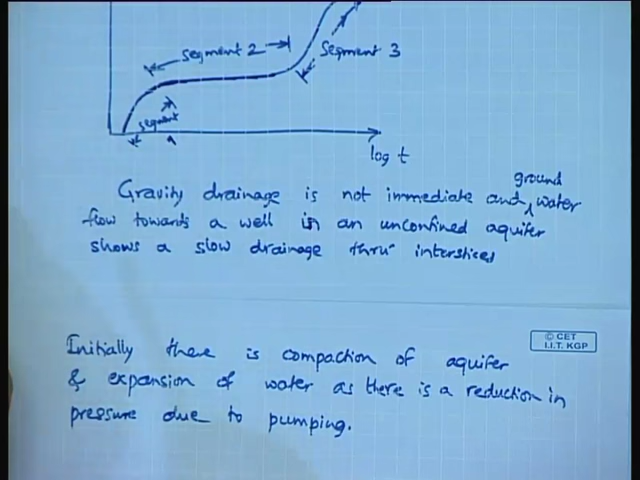 segment 2
segment 3
segment
1
log t
ground
Gravity drainage is not immediate and water
flow towards a well in an unconfined aquifer
shows a slow drainage thru' interstices
© CET
I.I.T. KGP
Initially there is compaction of aquifer
& expansion of water as there is a reduction in
pressure due to pumping.